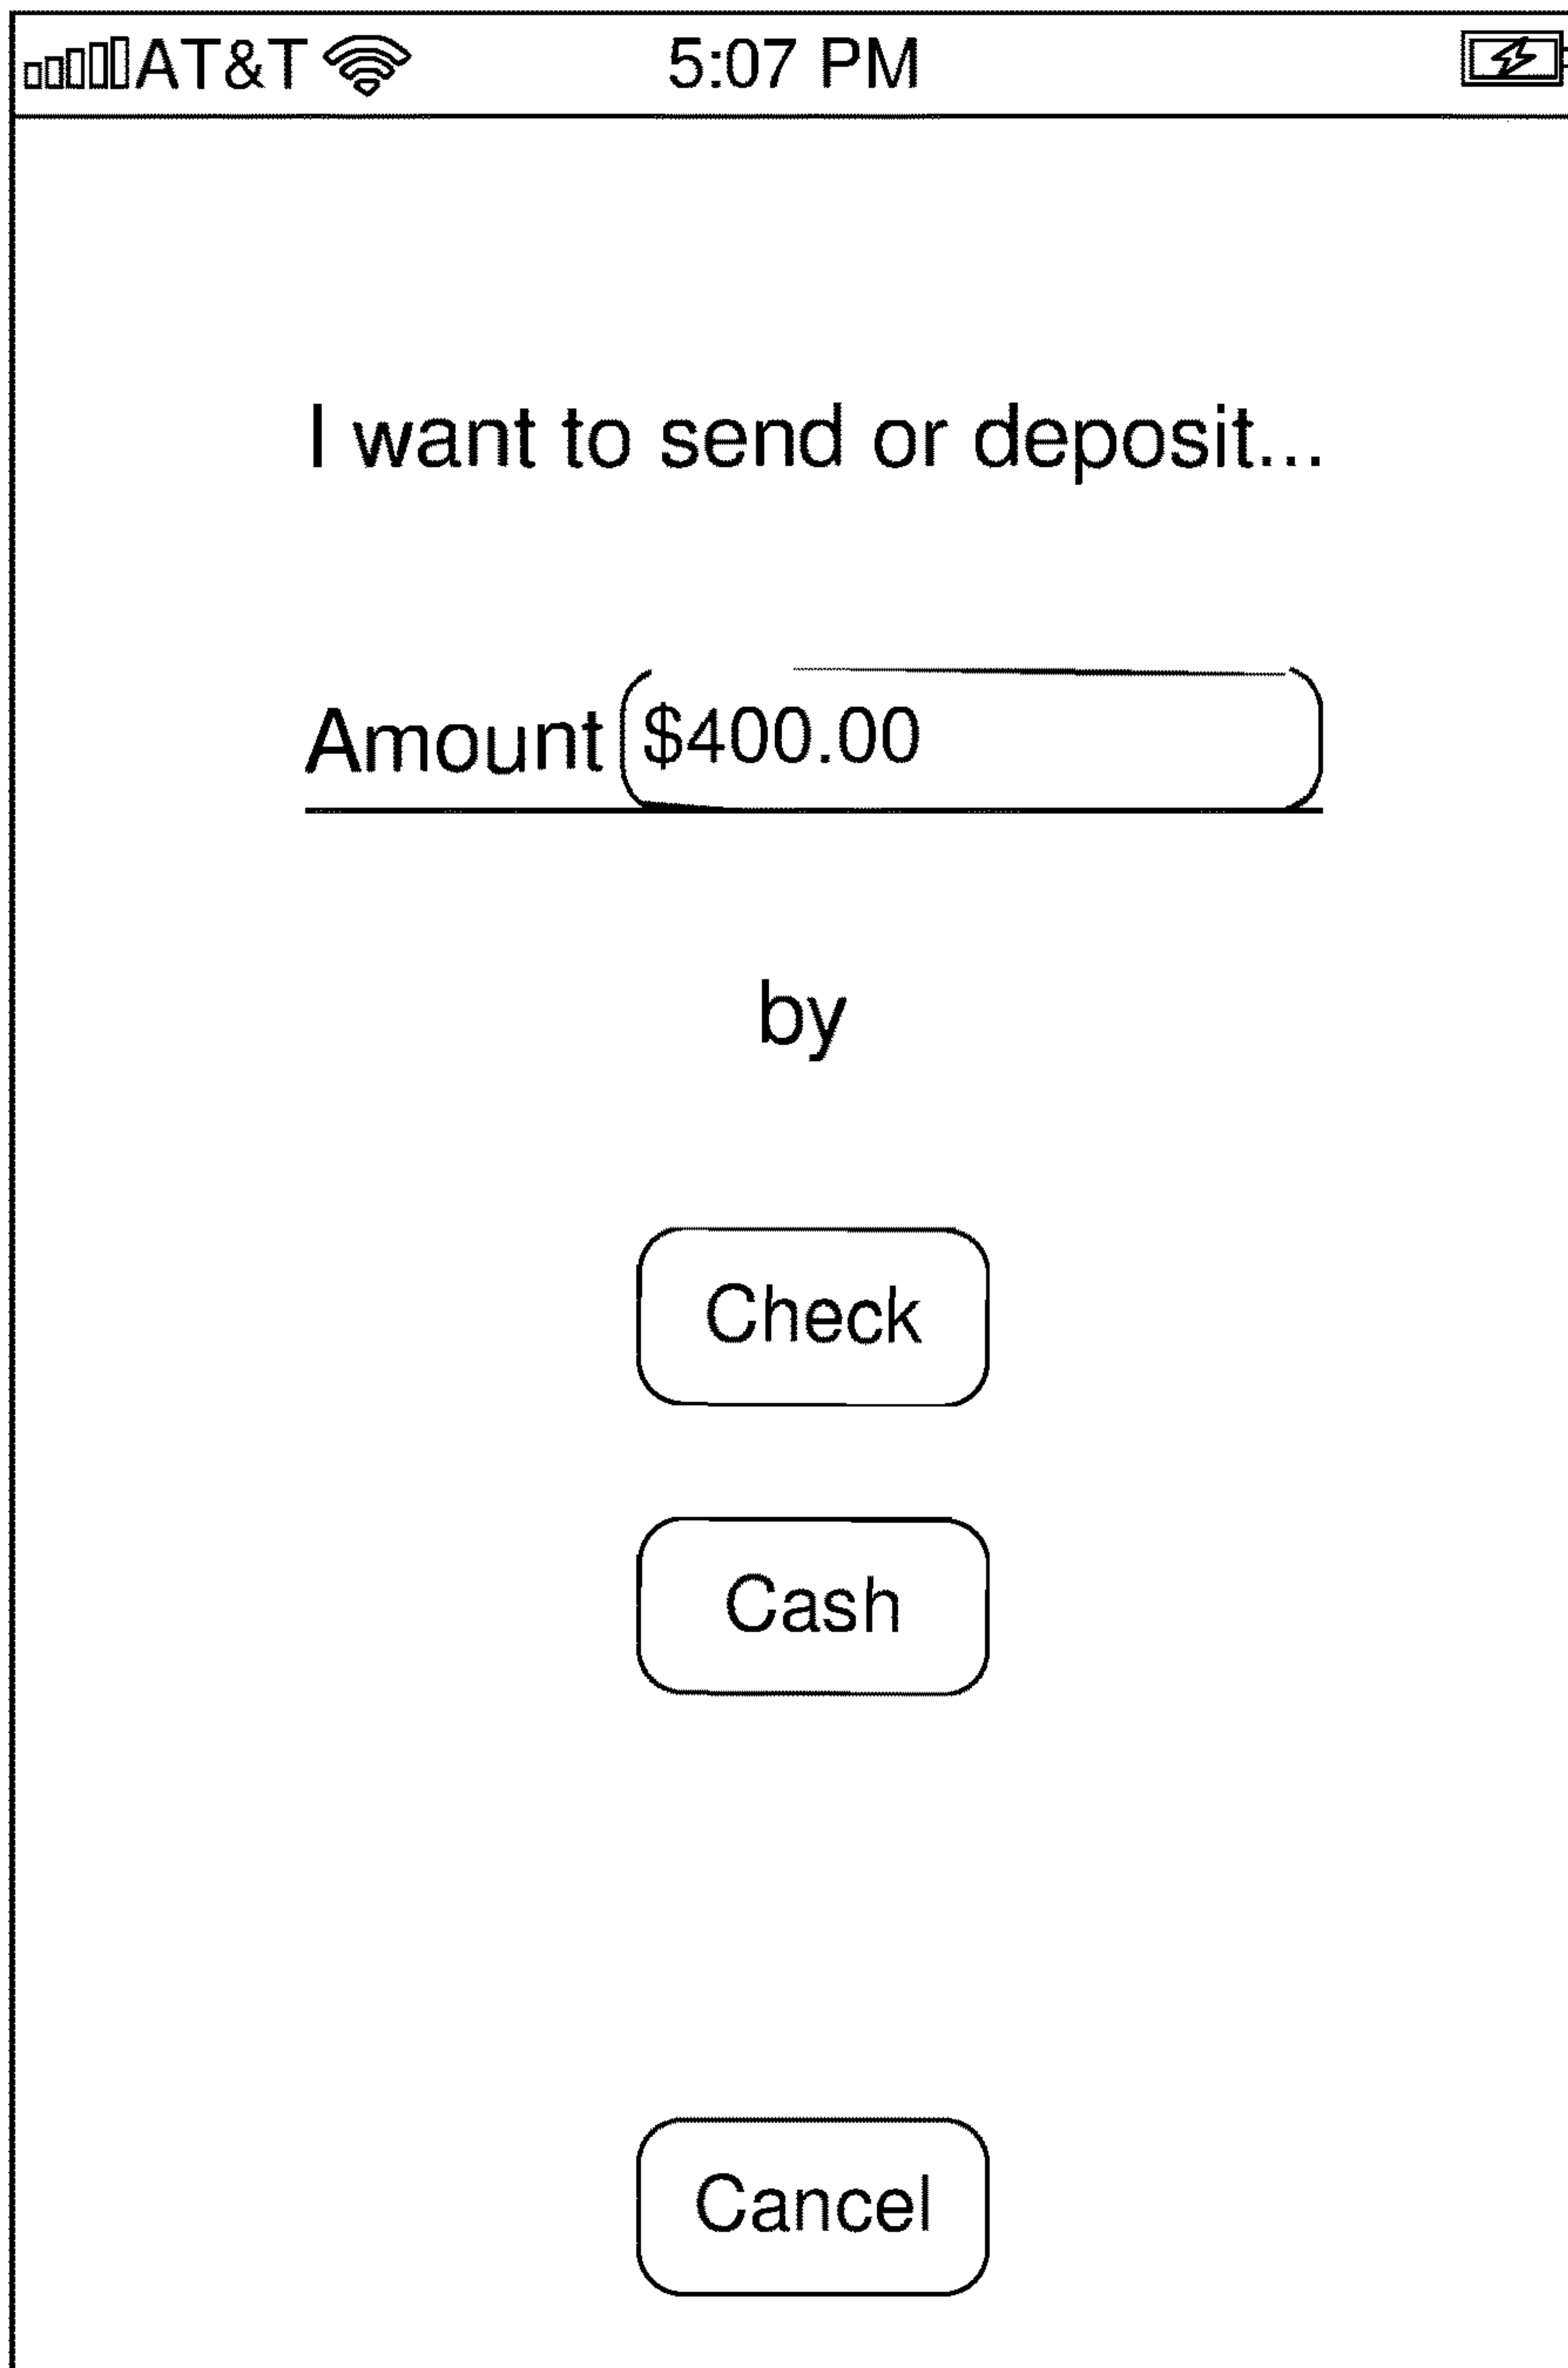 AT&T 5:07 PM
I want to send or deposit...
Amount $400.00
by
Check
Cash
Cancel